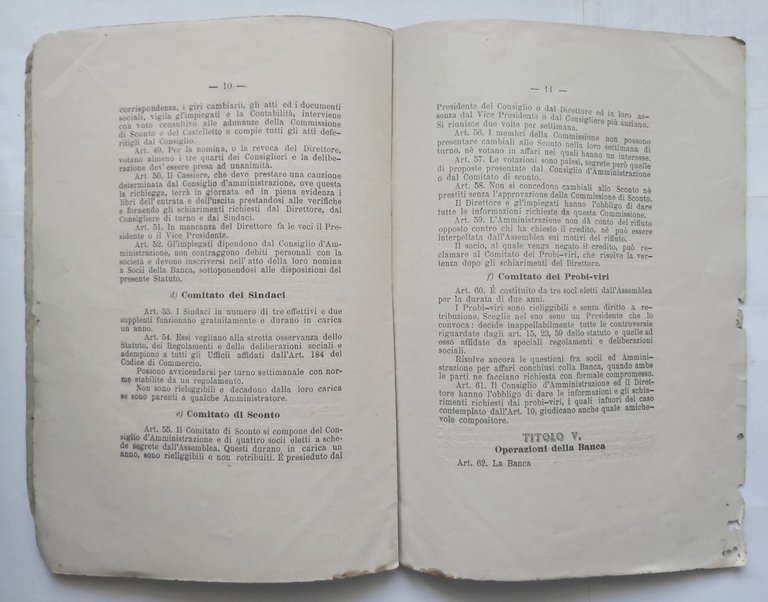 — 10 —
corrispondenza, i giri cambiarii, gli atti ed i documenti
sociali, vigila gl'impiegati e la Contabilità, interviene
con voto consultivo alle adunanze della Commissione
di Sconto e del Castelletto e compie tutti gli atti defe-
ritigli dal Consiglio.
Art. 49. Per la nomina, o la revoca del Direttore,
votano almeno i tre quarti dei Consiglieri e la delibe-
razione dev'essere presa ad unanimità.
Art. 50. Il Cassiere, che deve prestare una cauzione
determinata dal Consiglio d'amministrazione, ove questa
la richiegga, terrà in giornata ed in piena evidenza i
libri dell'entrata e dell'uscita prestandosi alle verifiche
e fornendo gli schiarimenti richiesti dal Direttore, dal
Consigliere di turno e dai Sindaci.
Art. 51. In mancanza del Direttore fa le veci il Pre-
sidente o il Vice Presidente.
Art. 52. Gl'impiegati dipendono dal Consiglio d'Am-
ministrazione, non contraggono debiti personali con la
società e devono inscriversi nell'atto della loro nomina
a Socii della Banca, sottoponendosi alle disposizioni del
presente Statuto.
d) Comitato dei Sindaci
Art. 53. I Sindaci in numero di tre effettivi e due
supplenti funzionano gratuitamente e durano in carica
un anno.
Art. 54. Essi vegliano alla stretta osservanza dello
Statuto, dei Regolamenti e delle deliberazioni sociali e
adempiono a tutti gli Ufficii affidati dall'Art. 184 del
Codice di Commercio.
Possono avvicendarsi per turno settimanale con nor-
me stabilite da un regolamento.
Non sono rieleggibili e decadono dalla loro carica
se sono parenti a qualche Amministratore.
e) Comitato di Sconto
Art. 55. Il Comitato di Sconto si compone del Con-
siglio d'Amministrazione e di quattro socii eletti a sche-
de segrete dall'Assemblea. Questi durano in carica un
anno, sono rieliggibili e non retribuiti. É presieduto dal
— 11 —
Presidente del Consiglio o dal Direttore ed in loro as-
senza dal Vice Presidente o dal Consigliere più anziano.
Si riunisce due volte per settimana.
Art. 56. I membri della Commissione non possono
presentare cambiali allo Sconto nella loro settimana di
turno, nè votano in affari nei quali hanno un interesse.
Art. 57. Le votazioni sono palesi, segrete però quelle
di proposte presentate dal Consiglio d'Amministrazione
o dal Comitato di sconto.
Art. 58. Non si concedono cambiali allo Sconto nè
prestiti senza l'approvazione della Commissione di Sconto.
Il Direttore e gl'impiegati hanno l'obbligo di dare
tutte le informazioni richieste da questa Commissione.
Art. 59. L'Amministrazione non dà conto del rifiuto
opposto contro chi ha chiesto il credito, nè può essere
interpellata dall'Assemblea sui motivi del rifiuto.
Il socio, al quale venga negato il credito, può re-
clamare al Comitato dei Probi-viri, che risolve la ver-
tenza dopo gli schiarimenti del Direttore.
f) Comitato dei Probi-viri
Art. 60. É costituito da tre socI eletti dall'Assemblea
per la durata di due anni.
I Probi-viri sono rieliggibili e senza diritto a re-
tribuzione. Sceglie nel suo seno un Presidente che lo
convoca: decide inappellabilmente tutte le controversie
riguardate dagli art. 15, 23, 59 dello statuto e quelle ad
esso affidate da speciali regolamenti e deliberazioni
sociali.
Risolve ancora le questioni fra socii ed Ammini-
strazione per affari conchiusi colla Banca, quando am-
be le parti ne facciano richiesta con formale compromesso.
Art. 61. Il Consiglio d'Amministrazione ed il Diret-
tore hanno l'obbligo di dare le informazioni e gli schia-
rimenti richiesti dai probi-viri, i quali infuori del caso
contemplato dall'Art. 10, giudicano anche quale amiche-
vole compositore.
TITOLO V.
Operazioni della Banca
Art. 62. La Banca